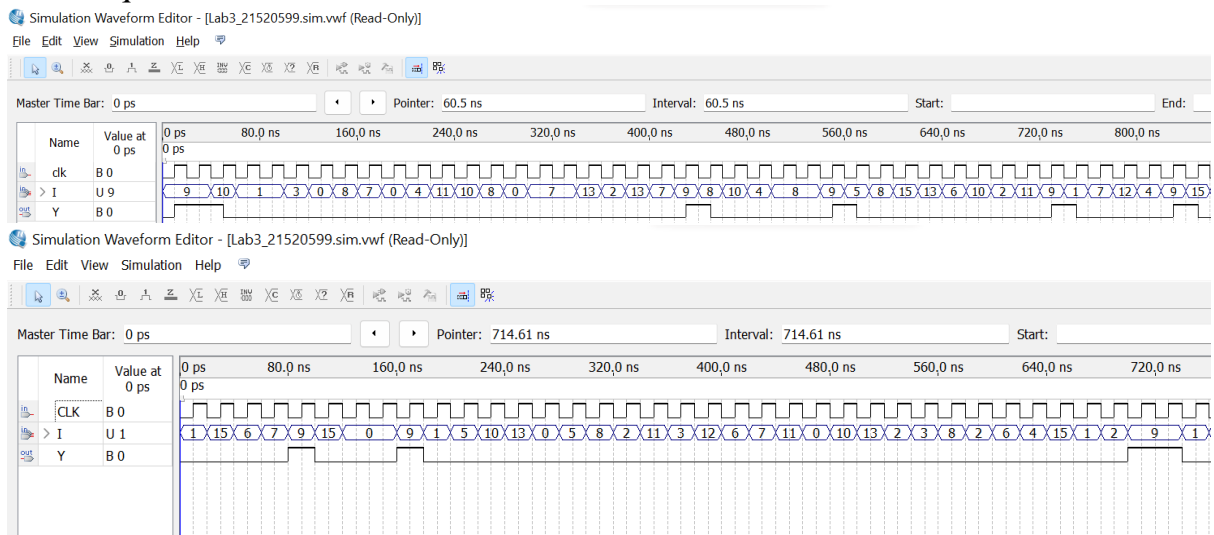 Simulation Waveform Editor - [Lab3_21520599.sim.vwf (Read-Only)]
File Edit View Simulation Help
Master Time Bar: 0 ps Pointer: 60.5 ns Interval: 60.5 ns Start: End:
Name Value at 0 ps 0 ps 80,0 ns 160,0 ns 240,0 ns 320,0 ns 400,0 ns 480,0 ns 560,0 ns 640,0 ns 720,0 ns 800,0 ns
0 ps
clk B 0
I U 9 9 10 1 3 0 8 7 0 4 11 10 8 0 7 13 2 13 7 9 8 10 4 8 9 5 8 15 13 6 10 2 11 9 1 7 12 4 9 15
Y B 0
Simulation Waveform Editor - [Lab3_21520599.sim.vwf (Read-Only)]
File Edit View Simulation Help
Master Time Bar: 0 ps Pointer: 714.61 ns Interval: 714.61 ns Start:
Name Value at 0 ps 0 ps 80,0 ns 160,0 ns 240,0 ns 320,0 ns 400,0 ns 480,0 ns 560,0 ns 640,0 ns 720,0 ns
0 ps
CLK B 0
I U 1 1 15 6 7 9 15 0 9 1 5 10 13 0 5 8 2 11 3 12 6 7 11 0 10 13 2 3 8 2 6 4 15 1 2 9 1
Y B 0